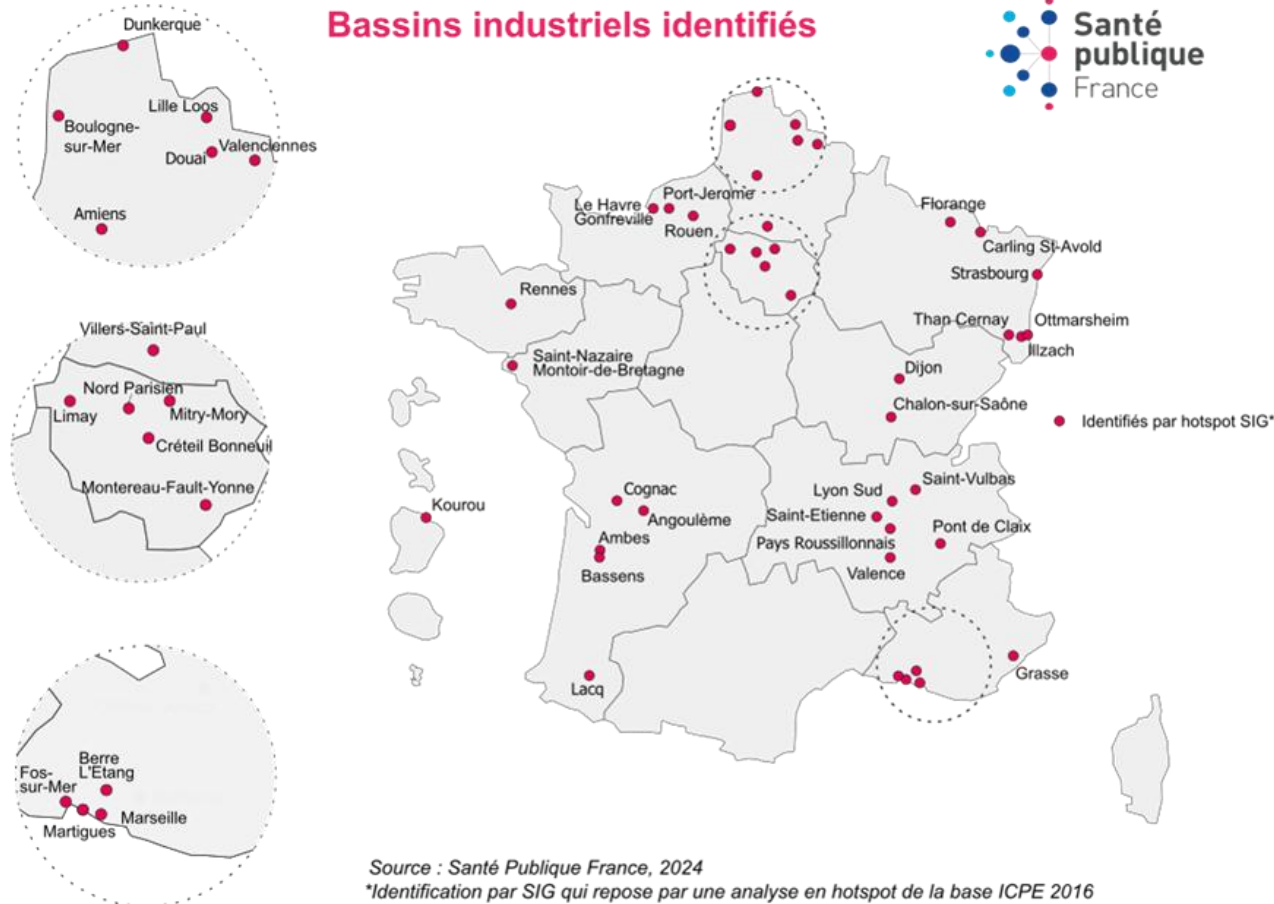 Bassins industriels identifiés
Santé
publique
France
Dunkerque
Lille Loos
Boulogne-
sur-Mer
Douai
Valenciennes
Amiens
Villers-Saint-Paul
Nord Parisien
Limay
Mitry-Mory
Créteil Bonneuil
Montereau-Fault-Yonne
Berre
L'Etang
Fos-
sur-Mer
Marseille
Martigues
Port-Jerome
Le Havre
Gonfreville
Rouen
Florange
Carling St-Avold
Strasbourg
Rennes
Than Cernay
Ottmarsheim
Illzach
Saint-Nazaire
Montoir-de-Bretagne
Dijon
Chalon-sur-Saône
Identifiés par hotspot SIG*
Kourou
Cognac
Angoulême
Ambes
Bassens
Lacq
Saint-Vulbas
Lyon Sud
Saint-Etienne
Pont de Claix
Pays Roussillonnais
Valence
Grasse
Source : Santé Publique France, 2024
*Identification par SIG qui repose par une analyse en hotspot de la base ICPE 2016